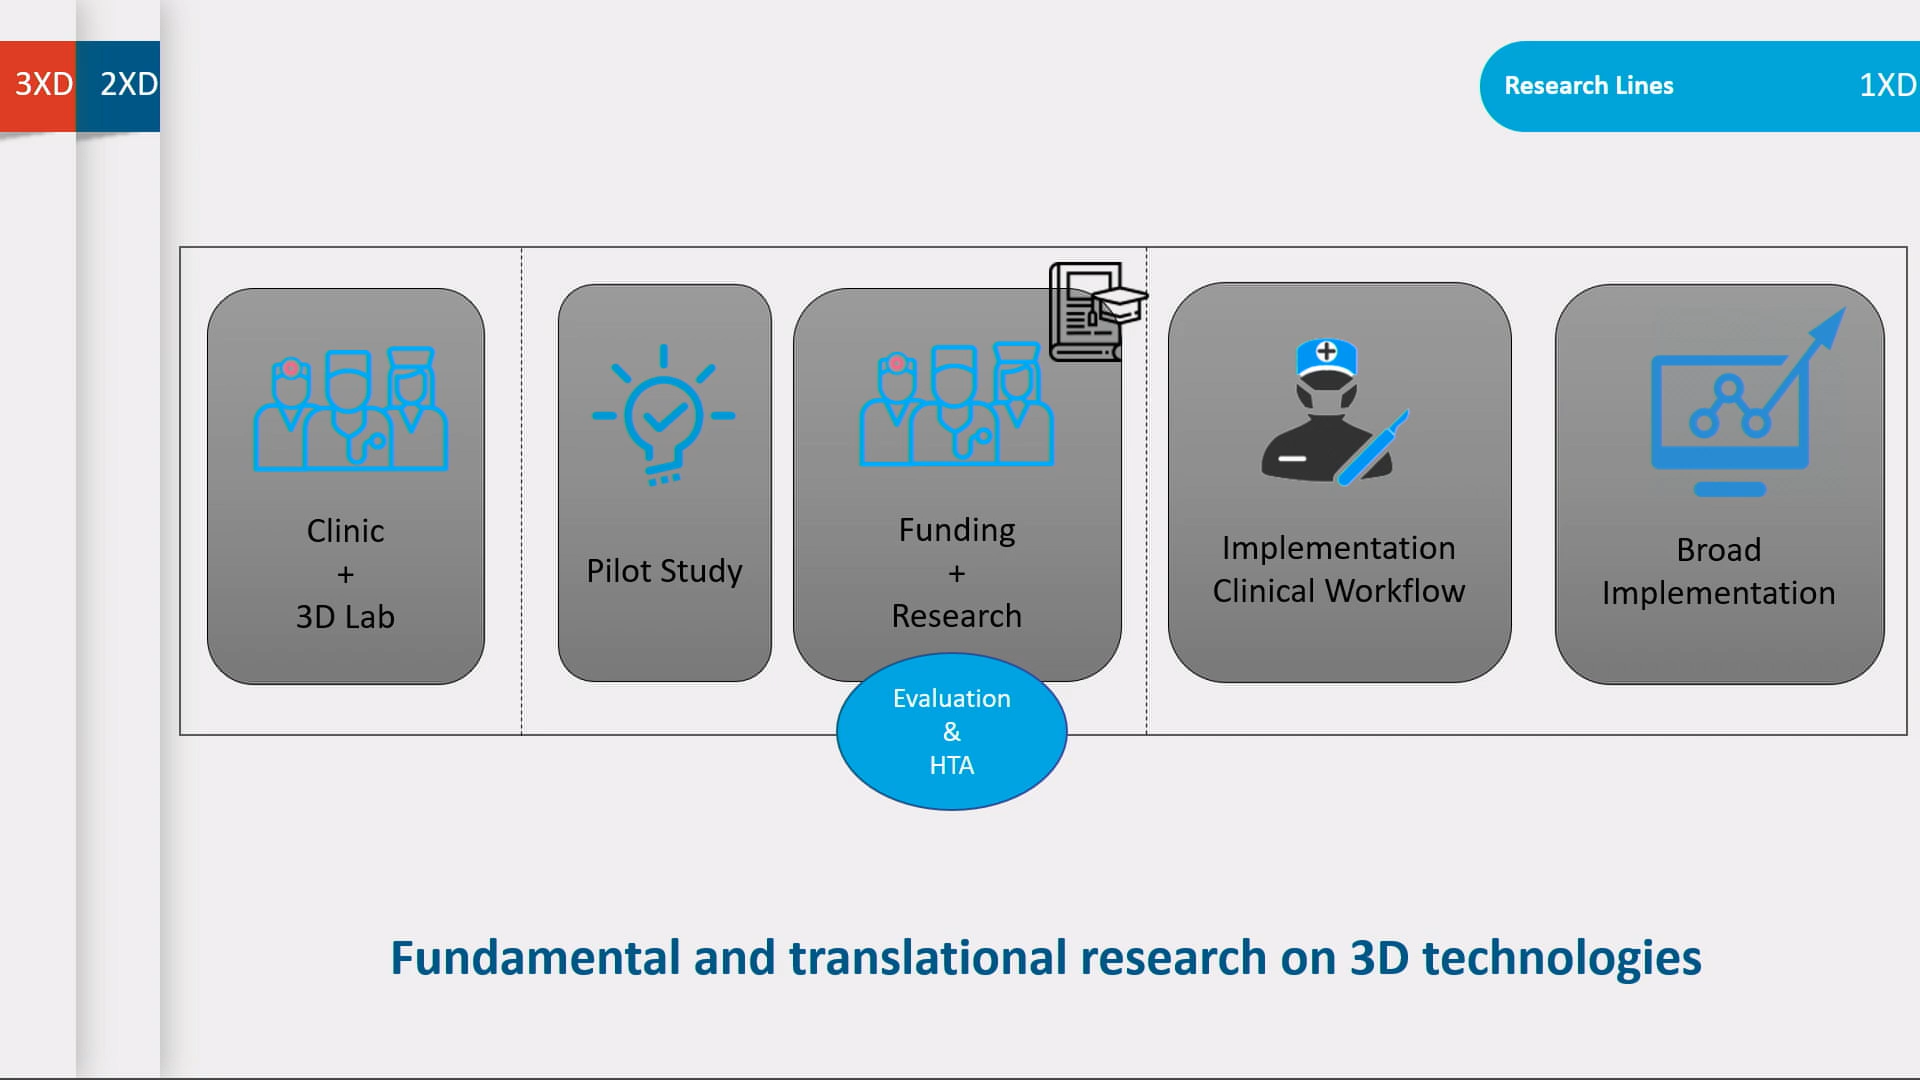 3XD
2XD
Research Lines
1XD
Clinic
+
3D Lab
Pilot Study
Funding
+
Research
Evaluation
&
HTA
Implementation
Clinical Workflow
Broad
Implementation
Fundamental and translational research on 3D technologies